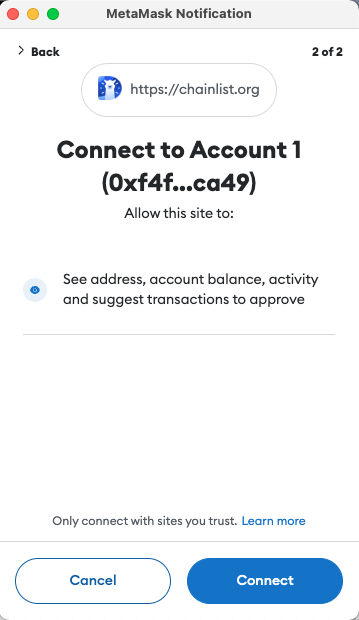 MetaMask Notification
Back
2 of 2
https://chainlist.org
Connect to Account 1
(0xf4f...ca49)
Allow this site to:
See address, account balance, activity
and suggest transactions to approve
Only connect with sites you trust. Learn more
Cancel
Connect